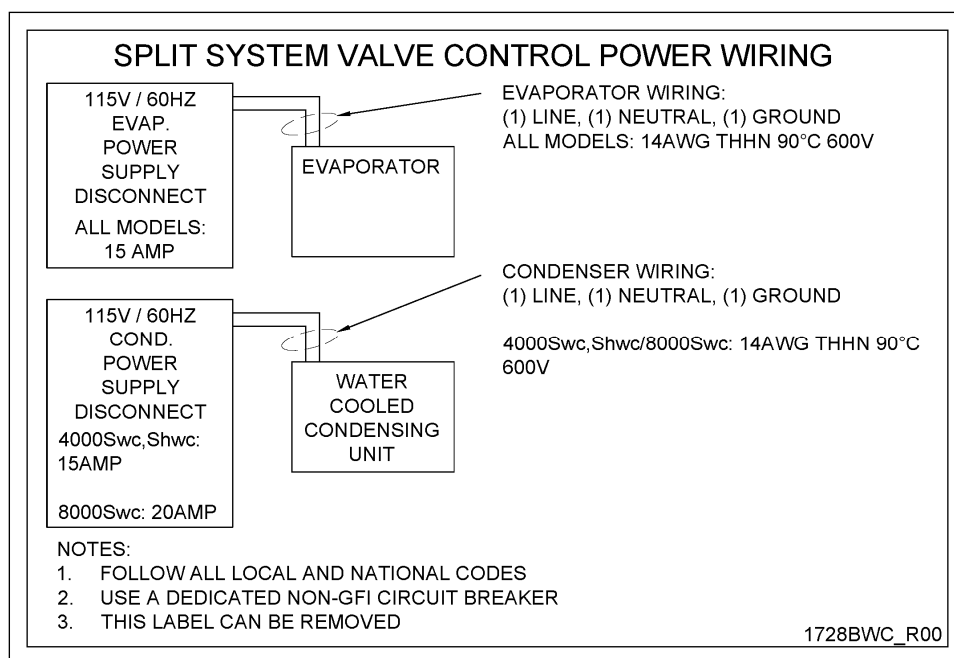 SPLIT SYSTEM VALVE CONTROL POWER WIRING
115V / 60HZ
EVAP.
POWER
SUPPLY
DISCONNECT
ALL MODELS:
15 AMP
EVAPORATOR
EVAPORATOR WIRING:
(1) LINE, (1) NEUTRAL, (1) GROUND
ALL MODELS: 14AWG THHN 90°C 600V
115V / 60HZ
COND.
POWER
SUPPLY
DISCONNECT
4000Swc,Shwc:
15AMP
8000Swc: 20AMP
WATER
COOLED
CONDENSING
UNIT
CONDENSER WIRING:
(1) LINE, (1) NEUTRAL, (1) GROUND
4000Swc,Shwc/8000Swc: 14AWG THHN 90°C
600V
NOTES:
1. FOLLOW ALL LOCAL AND NATIONAL CODES
2. USE A DEDICATED NON-GFI CIRCUIT BREAKER
3. THIS LABEL CAN BE REMOVED
1728BWC_R00